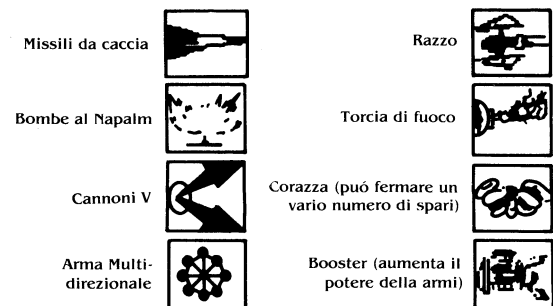 Missili da caccia
Bombe al Napalm
Cannoni V
Arma Multi-
direzionale
Razzo
Torcia di fuoco
Corazza (puó fermare un
vario numero di spari)
Booster (aumenta il
potere della armi)